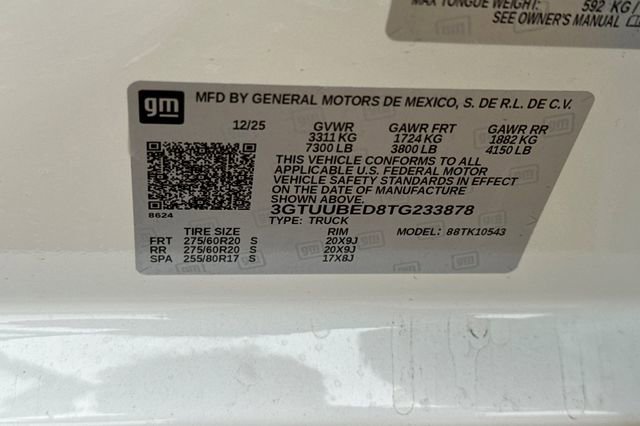 MAX TONGUE WEIGHT: 592 KG/
SEE OWNER'S MANUAL
gm
MFD BY GENERAL MOTORS DE MEXICO, S. DE R.L. DE C.V.
12/25 GVWR GAWR FRT GAWR RR
3311 KG 1724 KG 1882 KG
7300 LB 3800 LB 4150 LB
THIS VEHICLE CONFORMS TO ALL
APPLICABLE U.S. FEDERAL MOTOR
VEHICLE SAFETY STANDARDS IN EFFECT
ON THE DATE OF MANUFACTURE
SHOWN ABOVE.
8624
3GTUUBED8TG233878
TYPE: TRUCK MODEL: 88TK10543
TIRE SIZE RIM
FRT 275/60R20 S 20X9J
RR 275/60R20 S 20X9J
SPA 255/80R17 S 17X8J